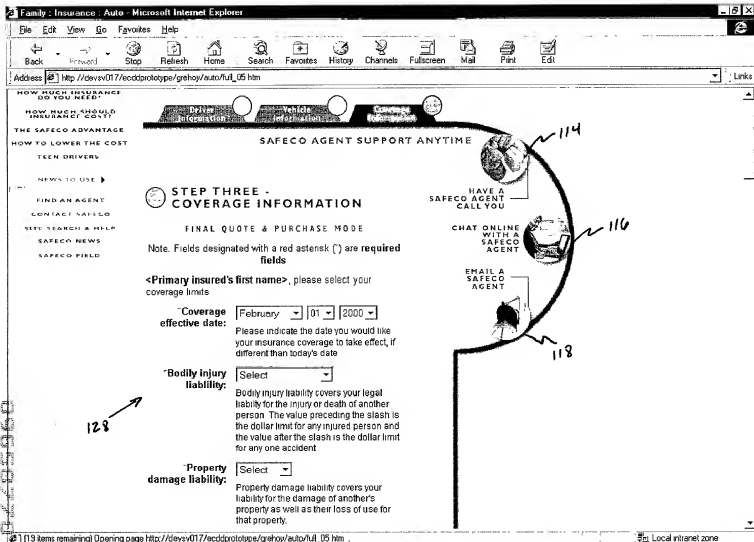 Family : Insurance : Auto - Microsoft Internet Explorer
File Edit View Go Favorites Help
Back Forward Stop Refresh Home Search Favorites History Channels Fullscreen Mail Print Edit
Address http://devsv017/ecddprototype/grehoy/auto/full_05 htm Links
HOW MUCH INSURANCE
DO YOU NEED?
HOW MUCH SHOULD
INSURANCE COST?
THE SAFECO ADVANTAGE
HOW TO LOWER THE COST
TEEN DRIVERS
NEWS TO USE
FIND AN AGENT
CONTACT SAFECO
SITE SEARCH & HELP
SAFECO NEWS
SAFECO FIELD
Driver
Information
Vehicle
Information
Coverage
Information
SAFECO AGENT SUPPORT ANYTIME
114
HAVE A
SAFECO AGENT
CALL YOU
CHAT ONLINE
WITH A
SAFECO
AGENT
116
EMAIL A
SAFECO
AGENT
118
STEP THREE -
COVERAGE INFORMATION
FINAL QUOTE & PURCHASE MODE
Note. Fields designated with a red asterisk (*) are required
fields
<Primary insured's first name>, please select your
coverage limits
*Coverage
effective date:
February 01 2000
Please indicate the date you would like
your insurance coverage to take effect, if
different than today's date
*Bodily injury
liablility:
Select
Bodily injury liability covers your legal
liabilty for the injury or death of another
person The value preceding the slash is
the dollar limit for any injured person and
the value after the slash is the dollar limit
for any one accident
128
*Property
damage liability:
Select
Property damage liability covers your
liability for the damage of another's
property as well as their loss of use for
that property.
(19 items remaining) Opening page http://devsv017/ecddprototype/grehoy/auto/full_05 htm . Local intranet zone